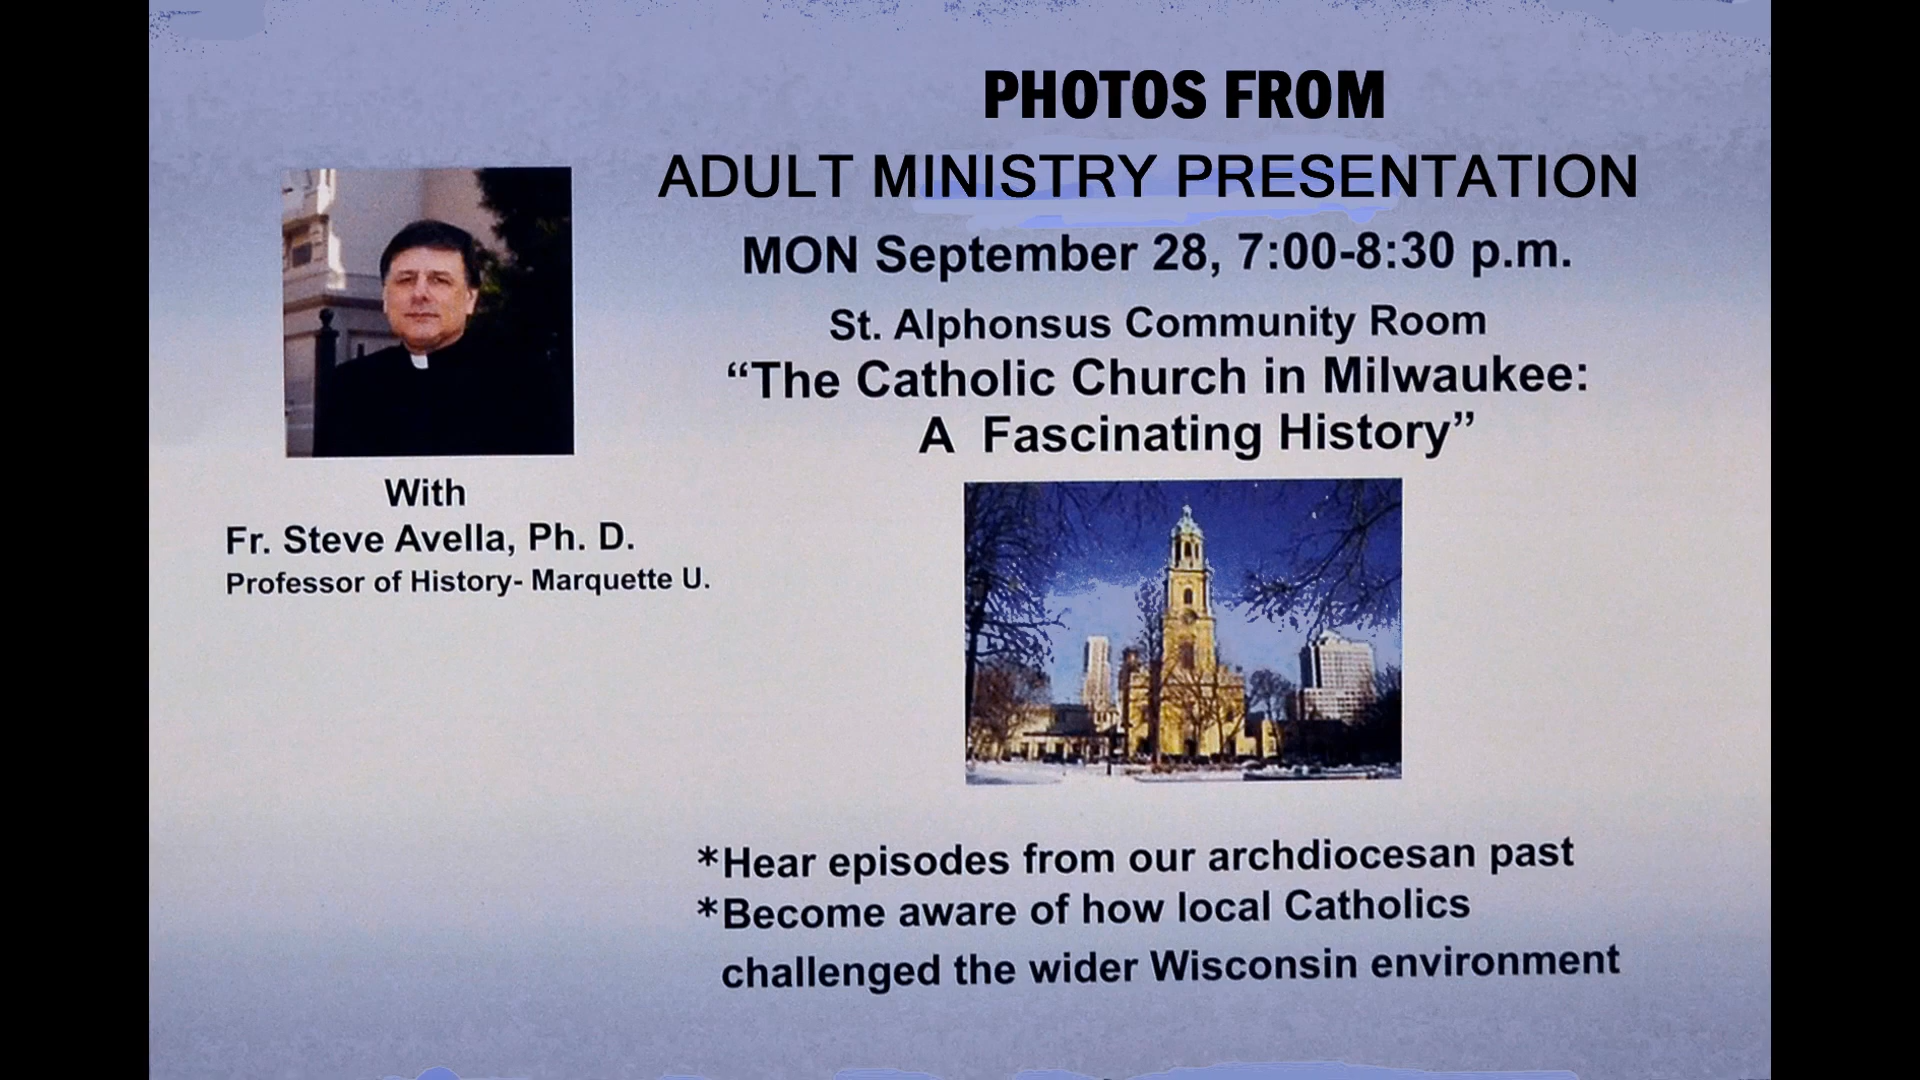 PHOTOS FROM
ADULT MINISTRY PRESENTATION
MON September 28, 7:00-8:30 p.m.
St. Alphonsus Community Room
“The Catholic Church in Milwaukee:
A Fascinating History”
With
Fr. Steve Avella, Ph. D.
Professor of History- Marquette U.
*Hear episodes from our archdiocesan past
*Become aware of how local Catholics
challenged the wider Wisconsin environment